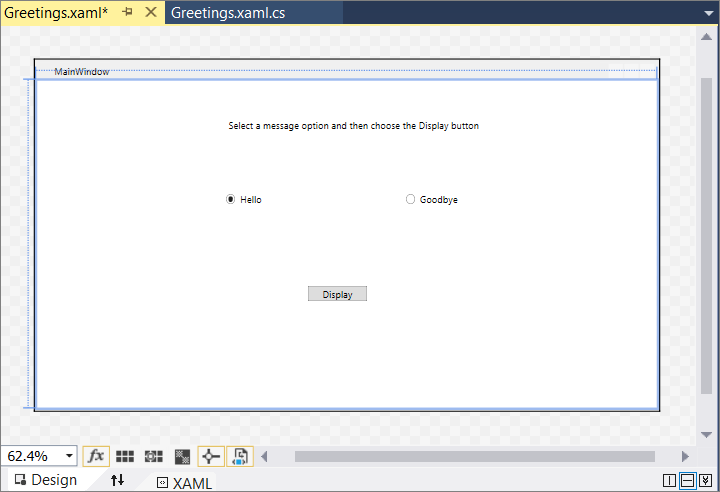 Greetings.xaml* Greetings.xaml.cs
MainWindow
Select a message option and then choose the Display button
Hello Goodbye
Display
62.4% fx
Design XAML